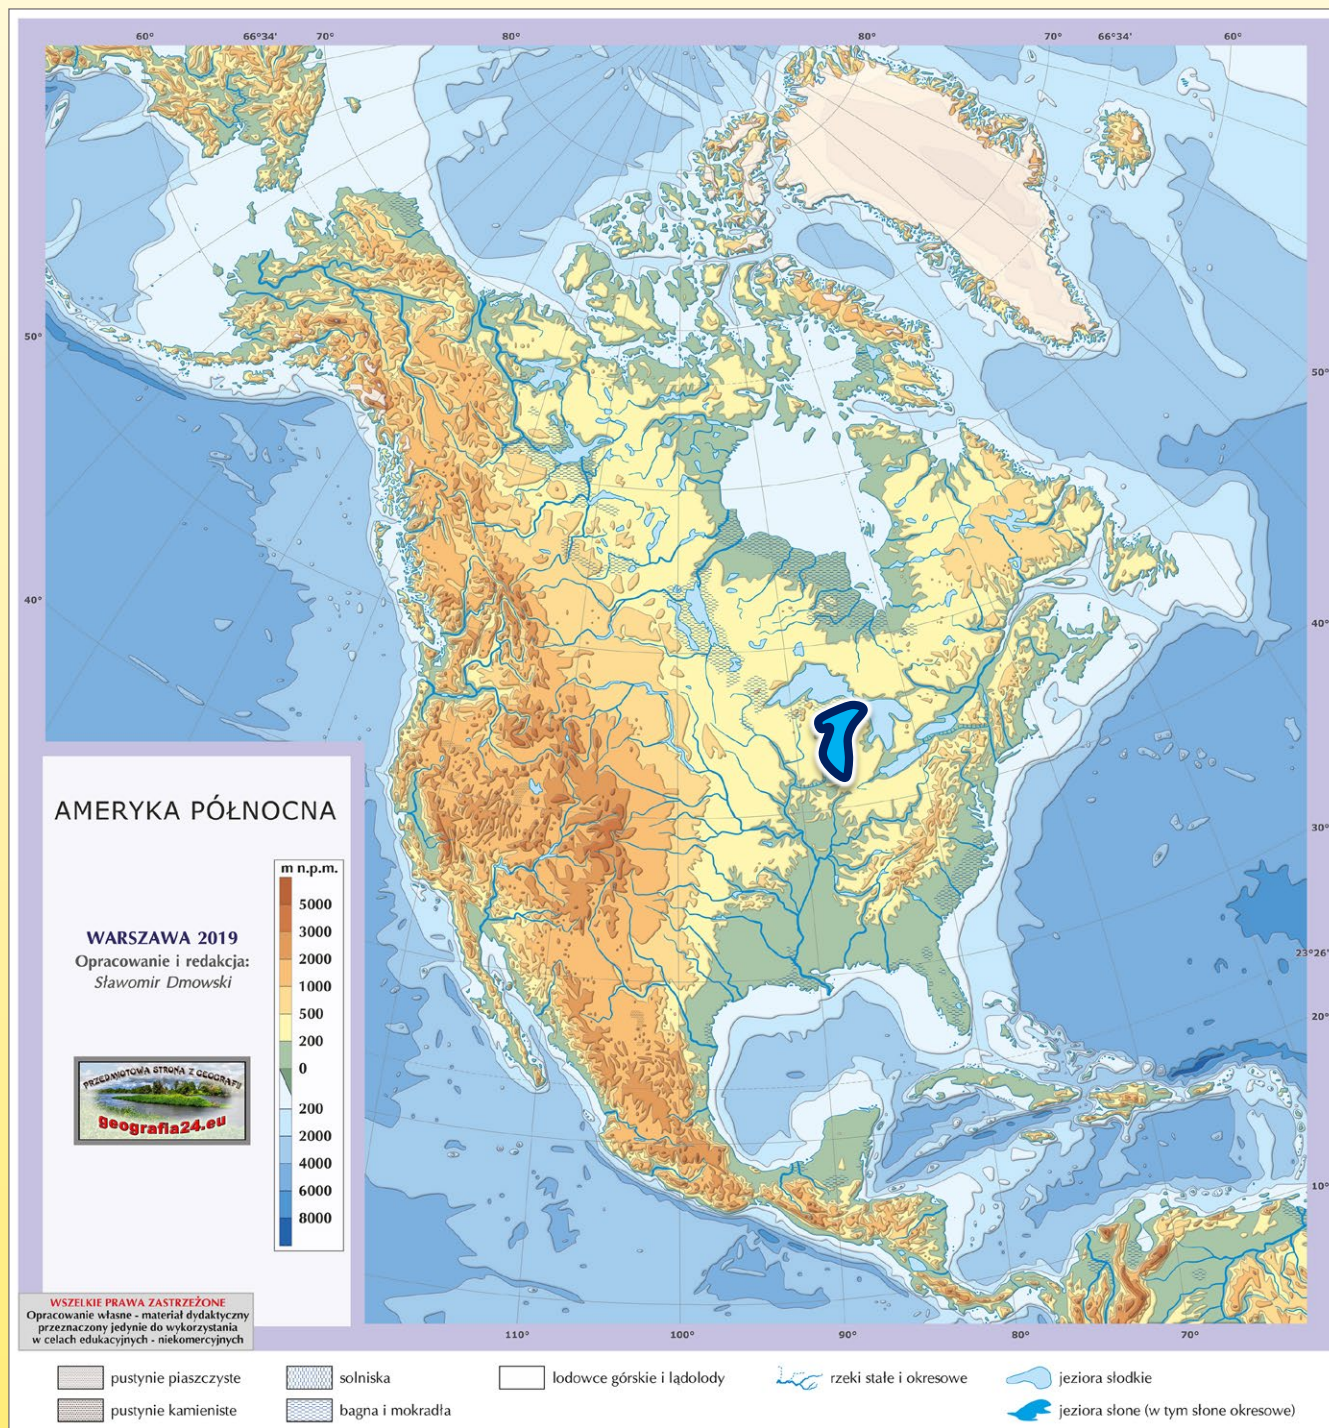 60° 66°34' 70° 80° 80° 70° 66°34' 60°
50°
50°
40°
40°
30°
23°26'
20°
10°
AMERYKA PÓŁNOCNA
WARSZAWA 2019
Opracowanie i redakcja:
Sławomir Dmowski
PRZEDMIOTOWA STRONA Z GEOGRAFII
geografia24.eu
m n.p.m.
5000
3000
2000
1000
500
200
0
200
2000
4000
6000
8000
WSZELKIE PRAWA ZASTRZEŻONE
Opracowanie własne - materiał dydaktyczny
przeznaczony jedynie do wykorzystania
w celach edukacyjnych - niekomercyjnych
110° 100° 90° 80° 70°
pustynie piaszczyste
solniska
lodowce górskie i lądolody
rzeki stałe i okresowe
jeziora słodkie
pustynie kamieniste
bagna i mokradła
jeziora słone (w tym słone okresowe)